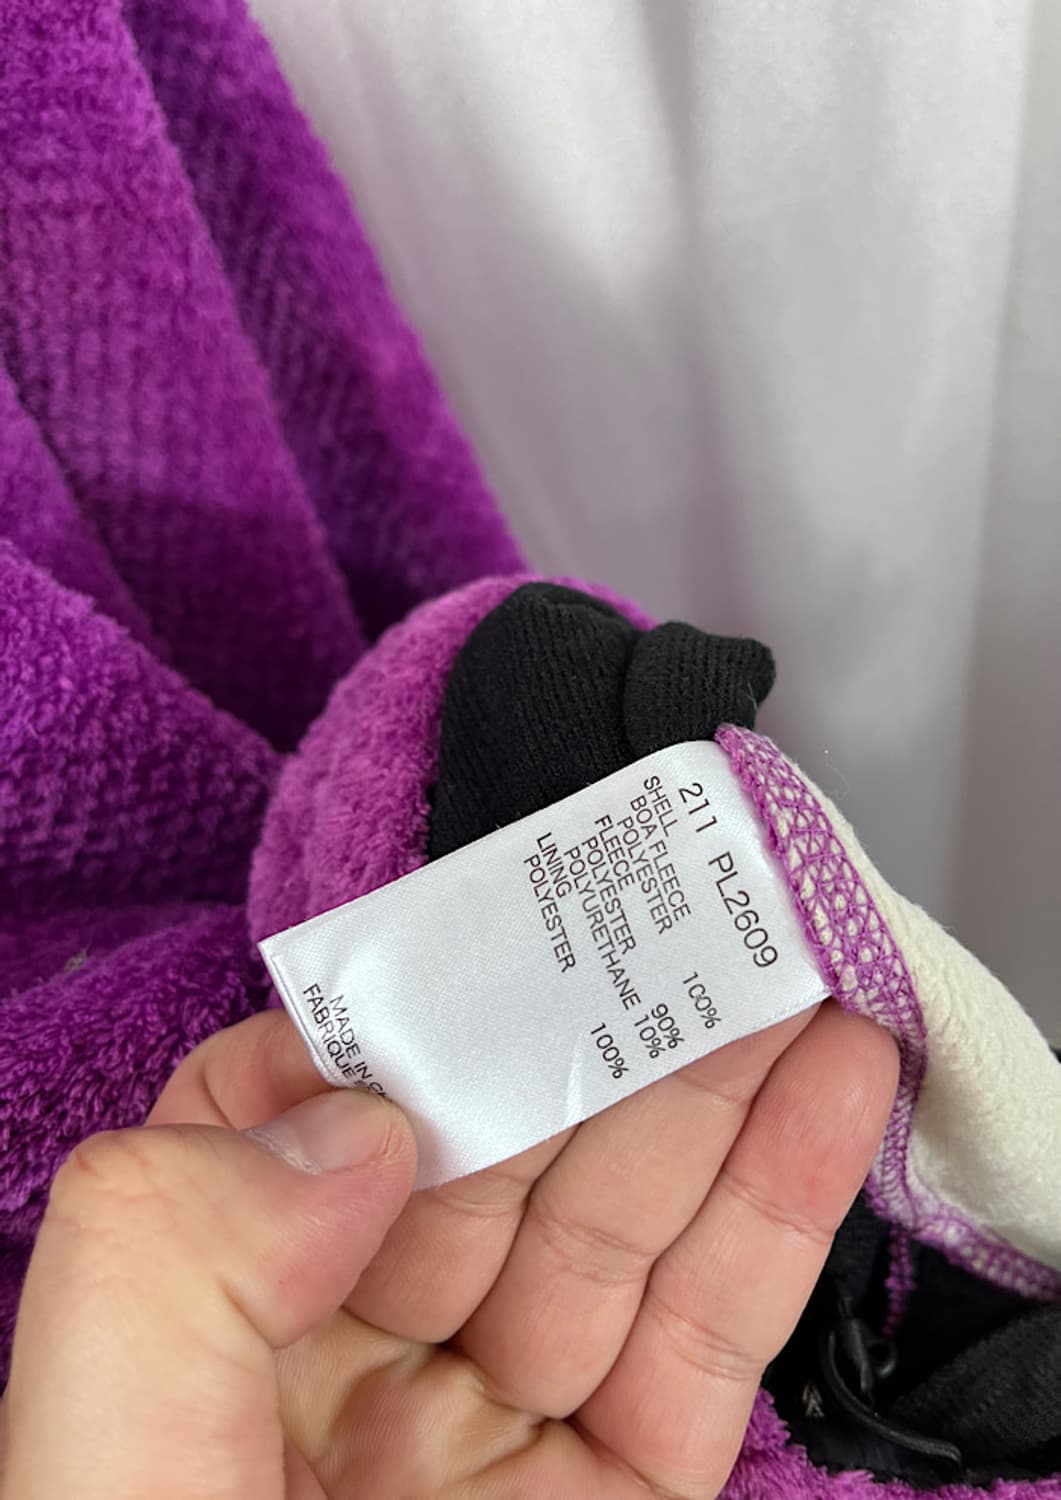 211 PL2609
SHELL
BOA FLEECE
POLYESTER 100%
FLEECE
POLYESTER 90%
POLYURETHANE 10%
LINING
POLYESTER 100%
MADE IN
FABRIQUE